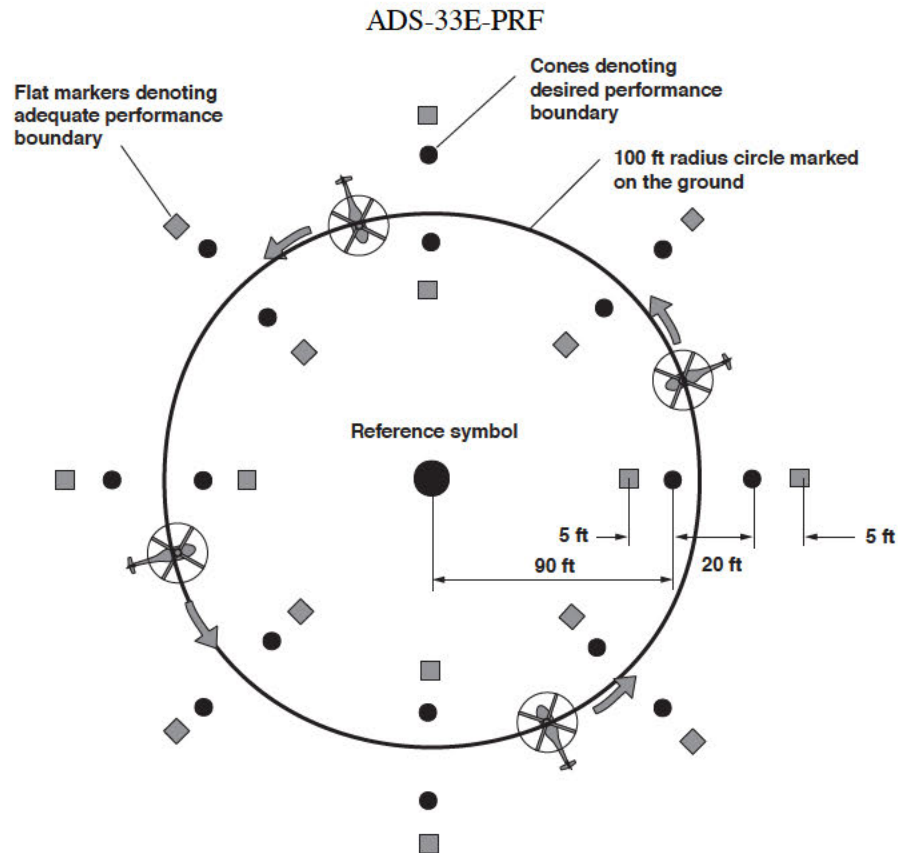 ADS-33E-PRF
Flat markers denoting
adequate performance
boundary
Cones denoting
desired performance
boundary
100 ft radius circle marked
on the ground
Reference symbol
5 ft
20 ft
5 ft
90 ft